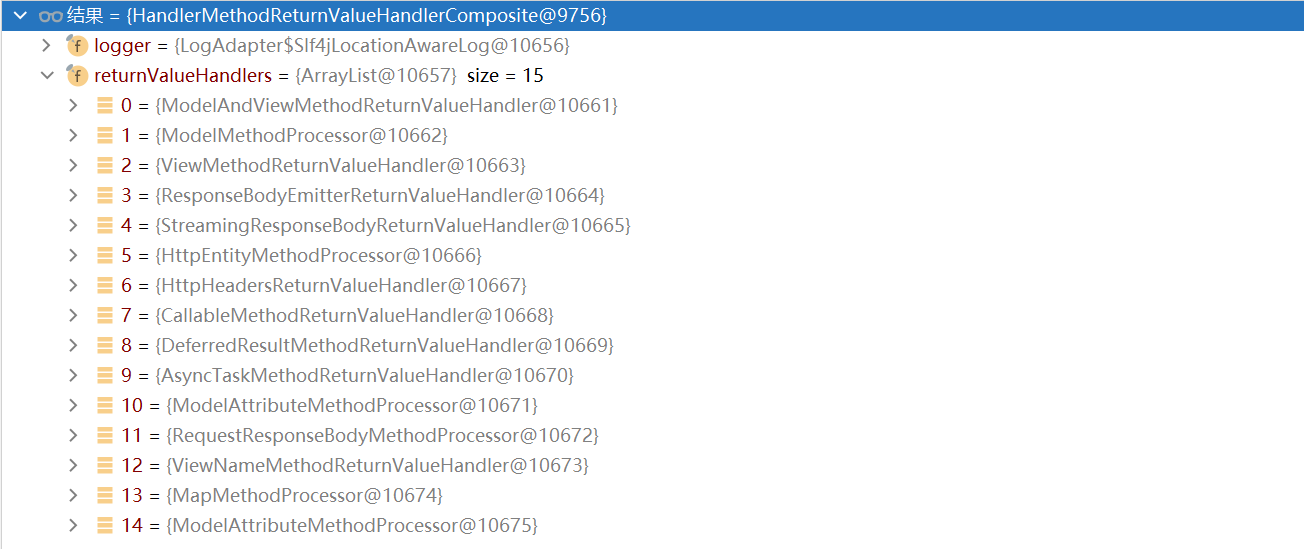 结果 = {HandlerMethodReturnValueHandlerComposite@9756}
f logger = {LogAdapter$Slf4jLocationAwareLog@10656}
f returnValueHandlers = {ArrayList@10657} size = 15
0 = {ModelAndViewMethodReturnValueHandler@10661}
1 = {ModelMethodProcessor@10662}
2 = {ViewMethodReturnValueHandler@10663}
3 = {ResponseBodyEmitterReturnValueHandler@10664}
4 = {StreamingResponseBodyReturnValueHandler@10665}
5 = {HttpEntityMethodProcessor@10666}
6 = {HttpHeadersReturnValueHandler@10667}
7 = {CallableMethodReturnValueHandler@10668}
8 = {DeferredResultMethodReturnValueHandler@10669}
9 = {AsyncTaskMethodReturnValueHandler@10670}
10 = {ModelAttributeMethodProcessor@10671}
11 = {RequestResponseBodyMethodProcessor@10672}
12 = {ViewNameMethodReturnValueHandler@10673}
13 = {MapMethodProcessor@10674}
14 = {ModelAttributeMethodProcessor@10675}